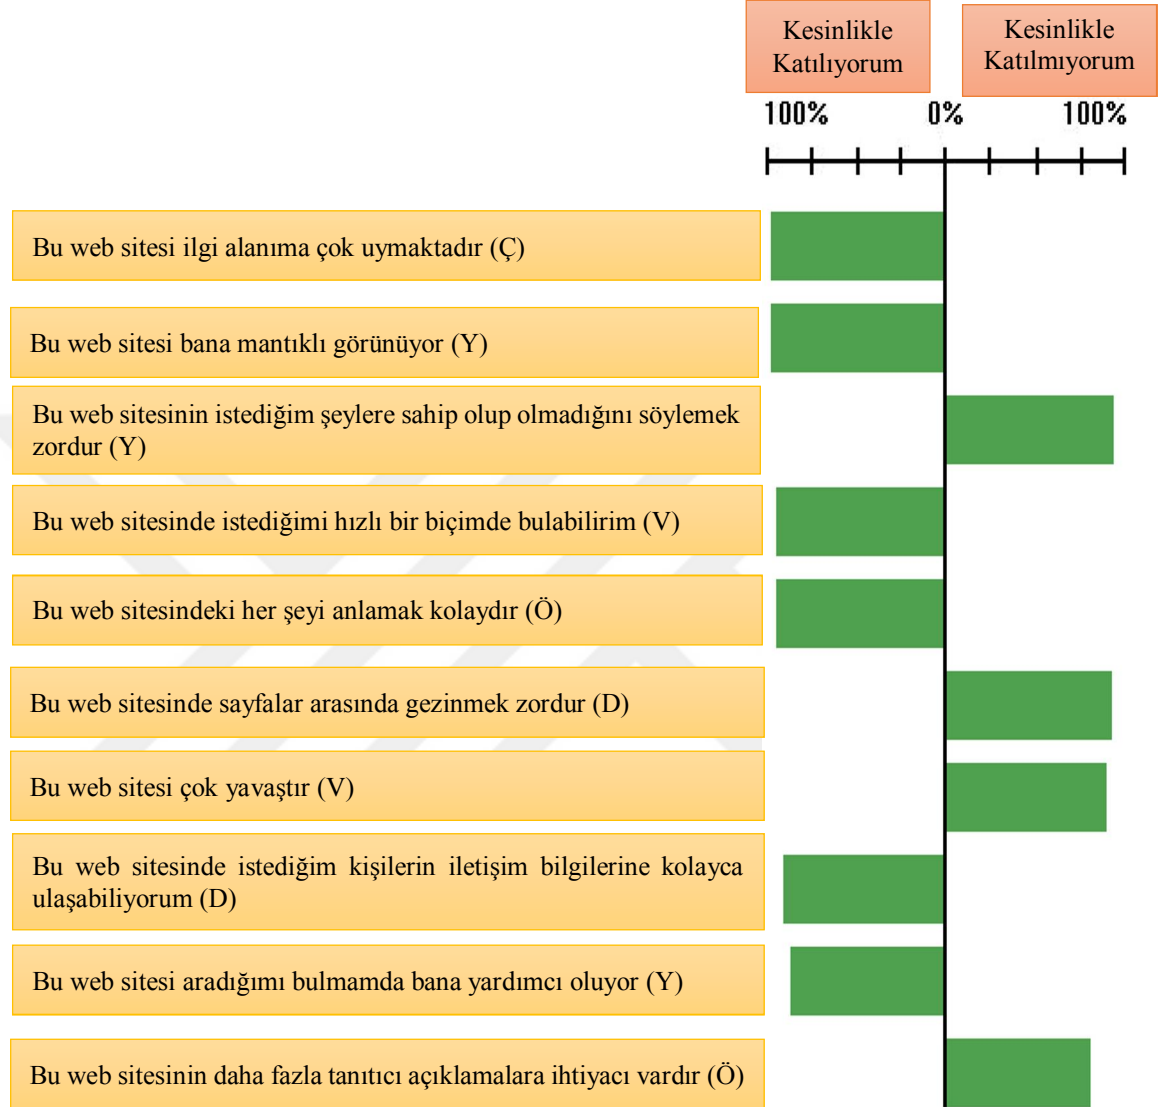 Kesinlikle
Katılıyorum
Kesinlikle
Katılmıyorum
100%
0%
100%
Bu web sitesi ilgi alanıma çok uymaktadır (Ç)
Bu web sitesi bana mantıklı görünüyor (Y)
Bu web sitesinin istediğim şeylere sahip olup olmadığını söylemek
zordur (Y)
Bu web sitesinde istediğimi hızlı bir biçimde bulabilirim (V)
Bu web sitesindeki her şeyi anlamak kolaydır (Ö)
Bu web sitesinde sayfalar arasında gezinmek zordur (D)
Bu web sitesi çok yavaştır (V)
Bu web sitesinde istediğim kişilerin iletişim bilgilerine kolayca
ulaşabiliyorum (D)
Bu web sitesi aradığımı bulmamda bana yardımcı oluyor (Y)
Bu web sitesinin daha fazla tanıtıcı açıklamalara ihtiyacı vardır (Ö)